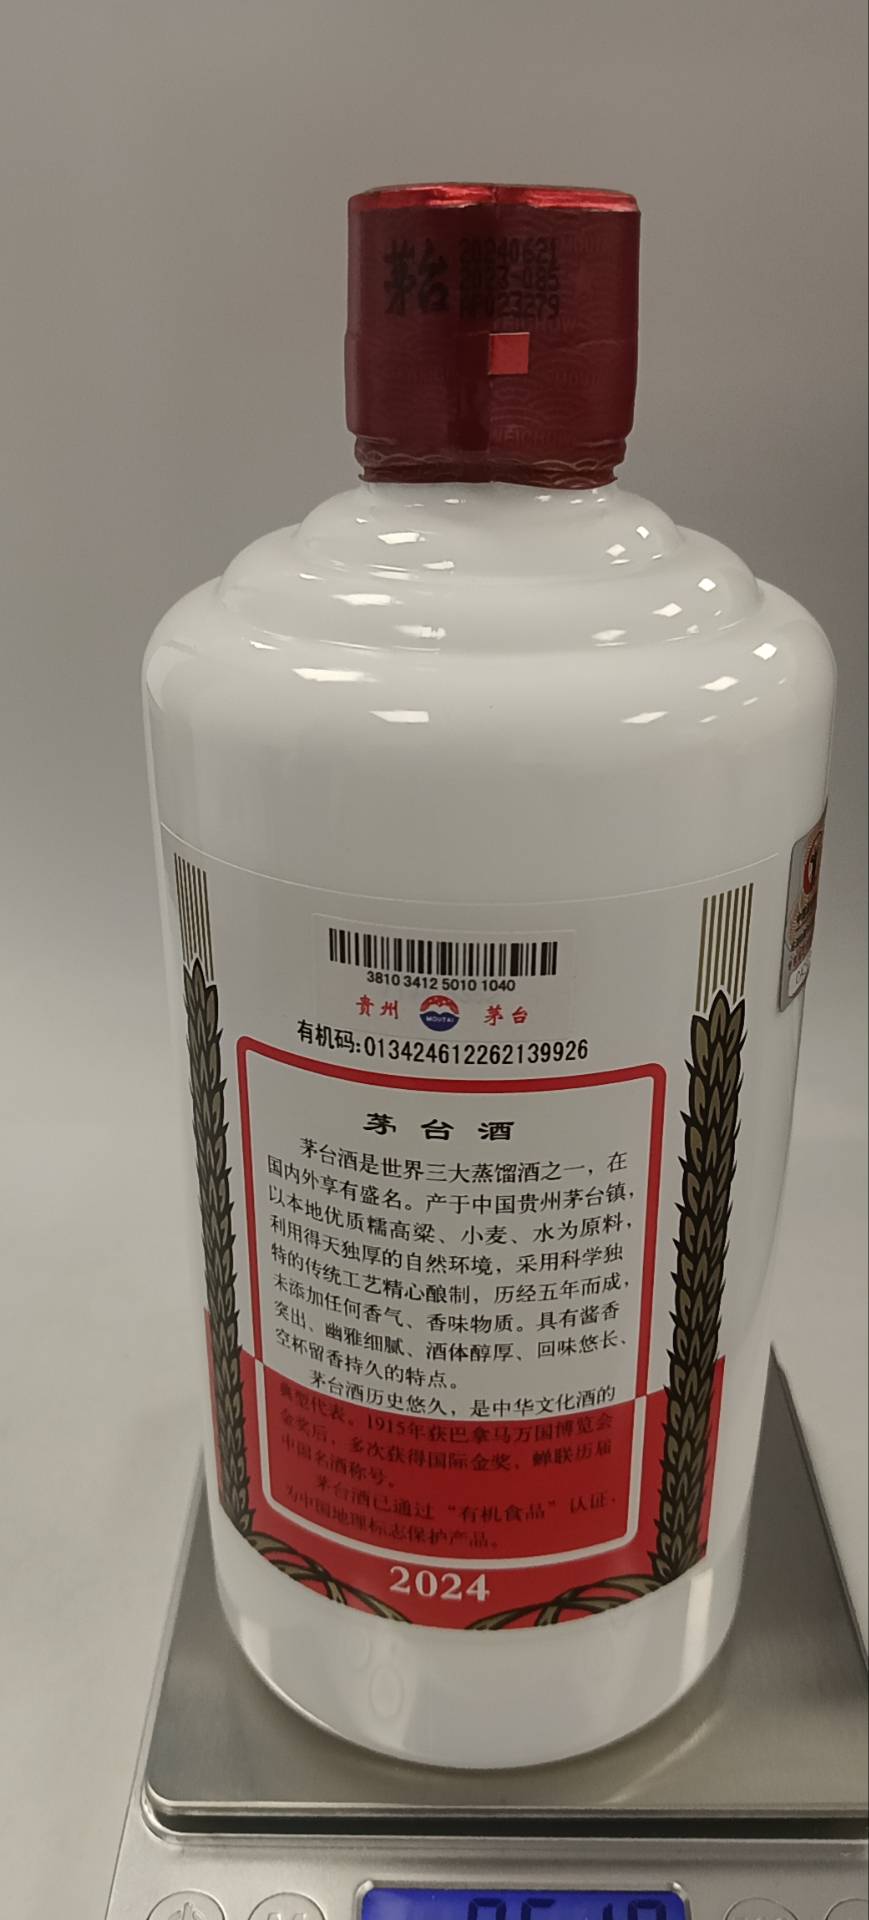 茅台
20240621
2023-085
023279
3810 3412 5010 1040
贵州 MOUTAI 茅台
有机码:013424612262139926
茅台酒
茅台酒是世界三大蒸馏酒之一，在
国内外享有盛名。产于中国贵州茅台镇，
以本地优质糯高粱、小麦、水为原料，
利用得天独厚的自然环境，采用科学独
特的传统工艺精心酿制，历经五年而成，
未添加任何香气、香味物质。具有酱香
突出、幽雅细腻、酒体醇厚、回味悠长、
空杯留香持久的特点。
茅台酒历史悠久，是中华文化酒的
典型代表。1915年获巴拿马万国博览会
金奖后，多次获得国际金奖，蝉联历届
中国名酒称号。
茅台酒已通过“有机食品”认证，
为中国地理标志保护产品。
2024